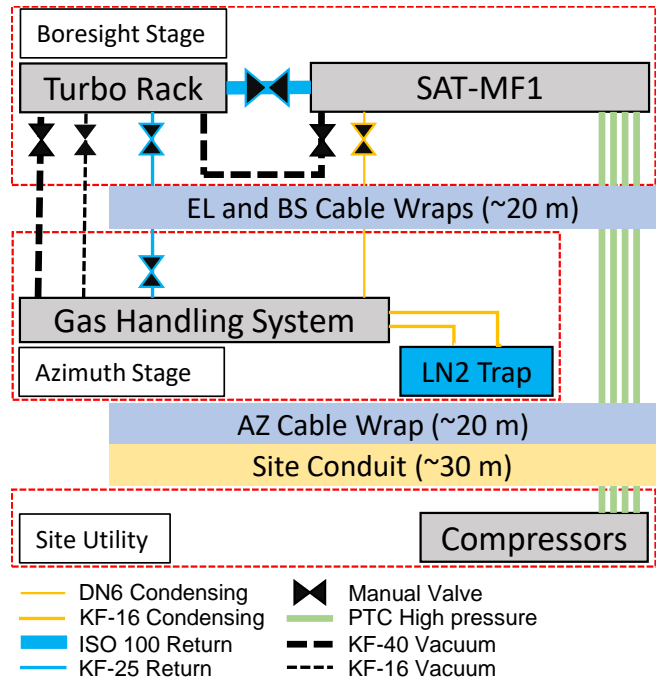 Boresight Stage
Turbo Rack
SAT-MF1
EL and BS Cable Wraps (~20 m)
Gas Handling System
Azimuth Stage
LN2 Trap
AZ Cable Wrap (~20 m)
Site Conduit (~30 m)
Site Utility
Compressors
DN6 Condensing
KF-16 Condensing
ISO 100 Return
KF-25 Return
Manual Valve
PTC High pressure
KF-40 Vacuum
KF-16 Vacuum